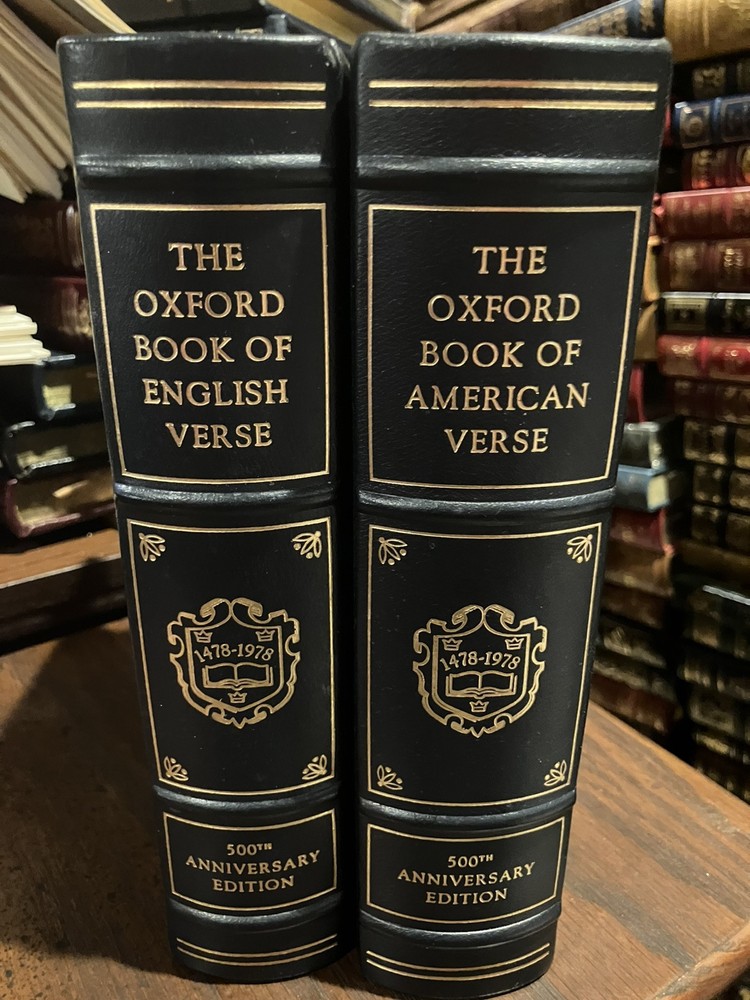 THE
OXFORD
BOOK OF
ENGLISH
VERSE
1478-1978
500TH
ANNIVERSARY
EDITION
THE
OXFORD
BOOK OF
AMERICAN
VERSE
1478-1978
500TH
ANNIVERSARY
EDITION